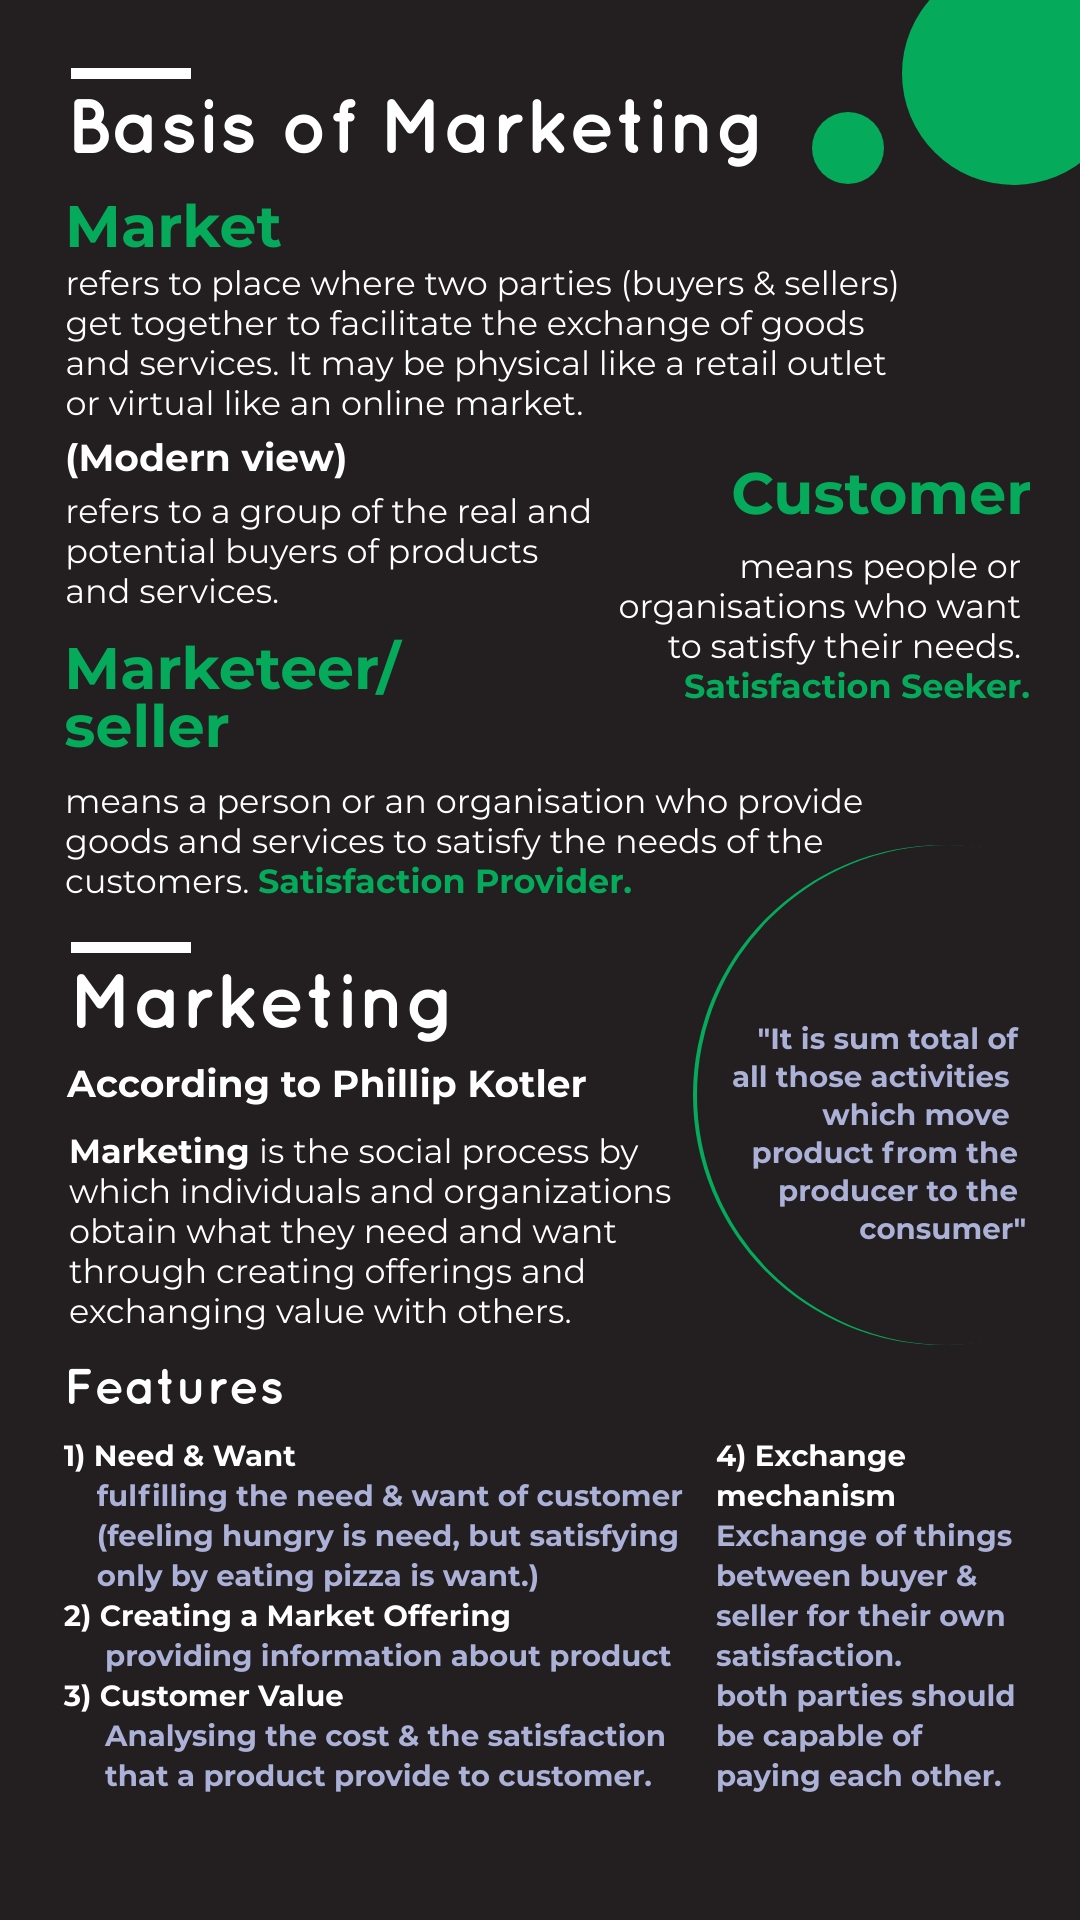 Basis of Marketing
Market
refers to place where two parties (buyers & sellers)
get together to facilitate the exchange of goods
and services. It may be physical like a retail outlet
or virtual like an online market.
(Modern view)
refers to a group of the real and
potential buyers of products
and services.
Customer
means people or
organisations who want
to satisfy their needs.
Satisfaction Seeker.
Marketeer/
seller
means a person or an organisation who provide
goods and services to satisfy the needs of the
customers. Satisfaction Provider.
Marketing
According to Phillip Kotler
Marketing is the social process by
which individuals and organizations
obtain what they need and want
through creating offerings and
exchanging value with others.
"It is sum total of
all those activities
which move
product from the
producer to the
consumer"
Features
1) Need & Want
fulfilling the need & want of customer
(feeling hungry is need, but satisfying
only by eating pizza is want.)
2) Creating a Market Offering
providing information about product
3) Customer Value
Analysing the cost & the satisfaction
that a product provide to customer.
4) Exchange
mechanism
Exchange of things
between buyer &
seller for their own
satisfaction.
both parties should
be capable of
paying each other.